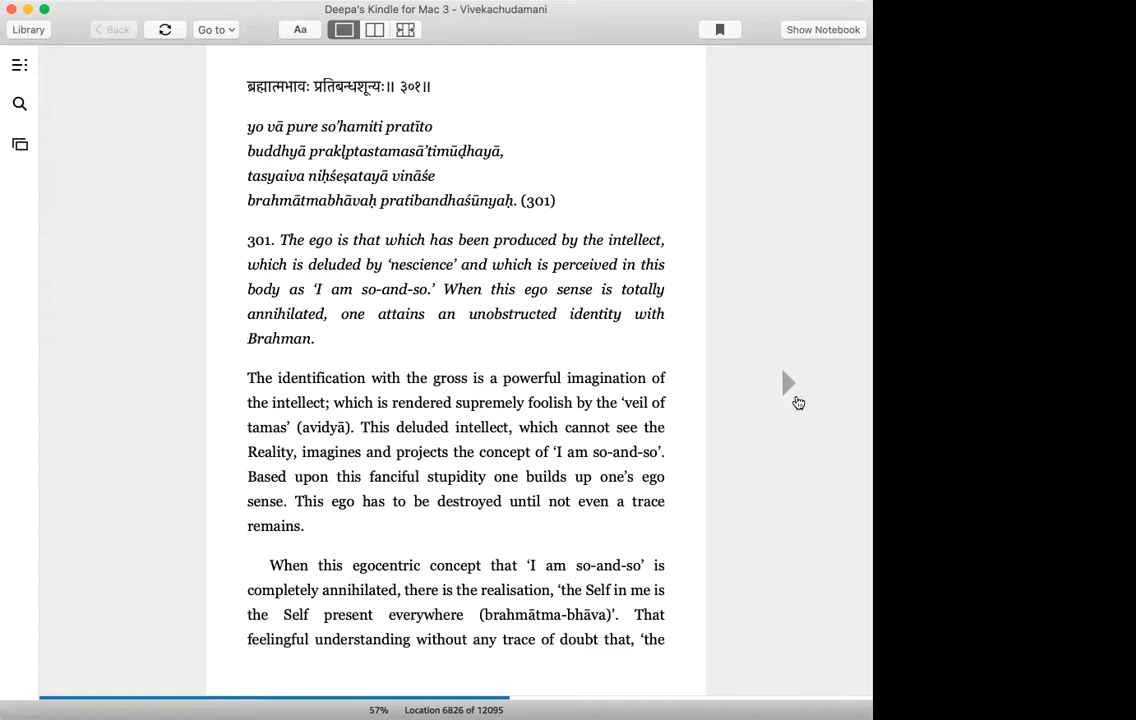 Deepa's Kindle for Mac 3 - Vivekachudamani
Library
Back
Go to
Aa
Show Notebook
ब्रह्मात्मभावः प्रतिबन्धशून्यः॥ ३०१॥
yo vā pure so’hamiti pratīto
buddhyā praklptastamasā’timūḍhayā,
tasyaiva niḥśeṣatayā vināśe
brahmātmabhāvaḥ pratibandhaśūnyaḥ. (301)
301. The ego is that which has been produced by the intellect,
which is deluded by ‘nescience’ and which is perceived in this
body as ‘I am so-and-so.’ When this ego sense is totally
annihilated, one attains an unobstructed identity with
Brahman.
The identification with the gross is a powerful imagination of
the intellect; which is rendered supremely foolish by the ‘veil of
tamas’ (avidyā). This deluded intellect, which cannot see the
Reality, imagines and projects the concept of ‘I am so-and-so’.
Based upon this fanciful stupidity one builds up one’s ego
sense. This ego has to be destroyed until not even a trace
remains.
When this egocentric concept that ‘I am so-and-so’ is
completely annihilated, there is the realisation, ‘the Self in me is
the Self present everywhere (brahmātma-bhāva)’. That
feelingful understanding without any trace of doubt that, ‘the
57%
Location 6826 of 12095